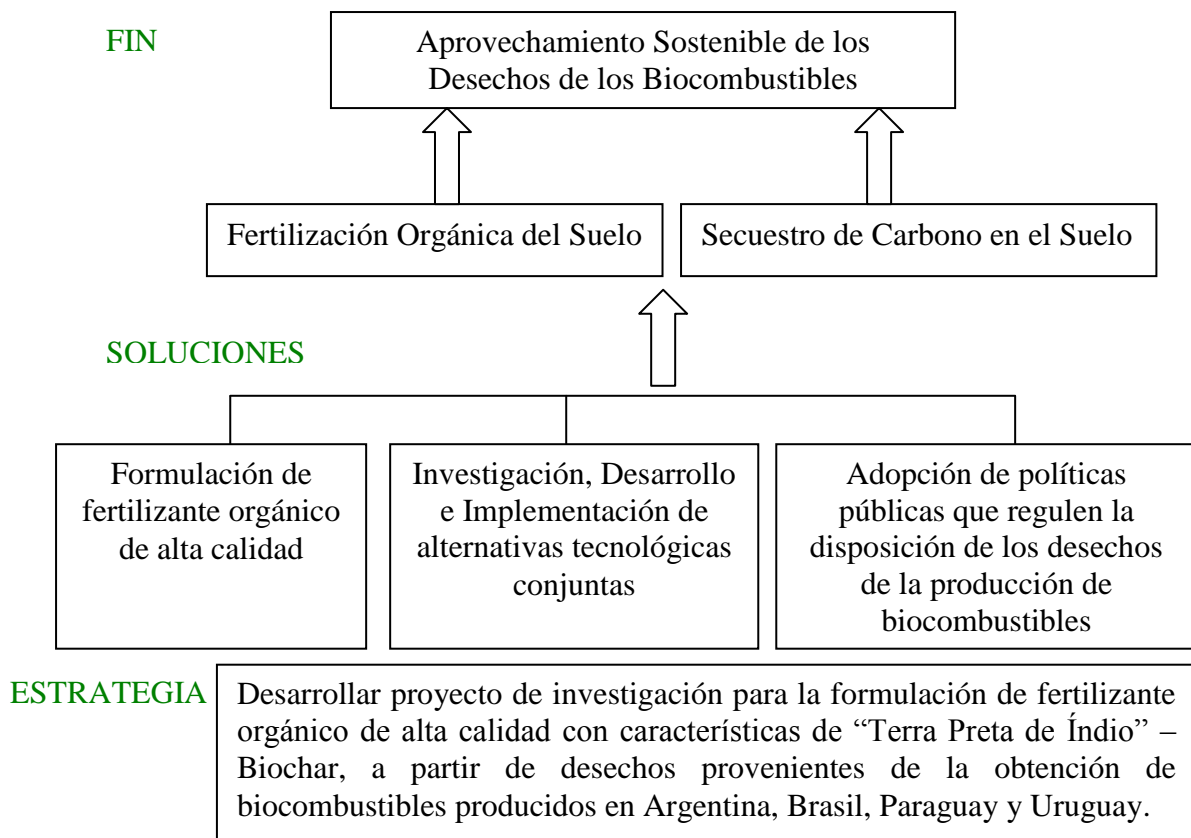 FIN
Aprovechamiento Sostenible de los
Desechos de los Biocombustibles
Fertilización Orgánica del Suelo
Secuestro de Carbono en el Suelo
SOLUCIONES
Formulación de
fertilizante orgánico
de alta calidad
Investigación, Desarrollo
e Implementación de
alternativas tecnológicas
conjuntas
Adopción de políticas
públicas que regulen la
disposición de los desechos
de la producción de
biocombustibles
ESTRATEGIA
Desarrollar proyecto de investigación para la formulación de fertilizante
orgánico de alta calidad con características de “Terra Preta de Índio” –
Biochar, a partir de desechos provenientes de la obtención de
biocombustibles producidos en Argentina, Brasil, Paraguay y Uruguay.